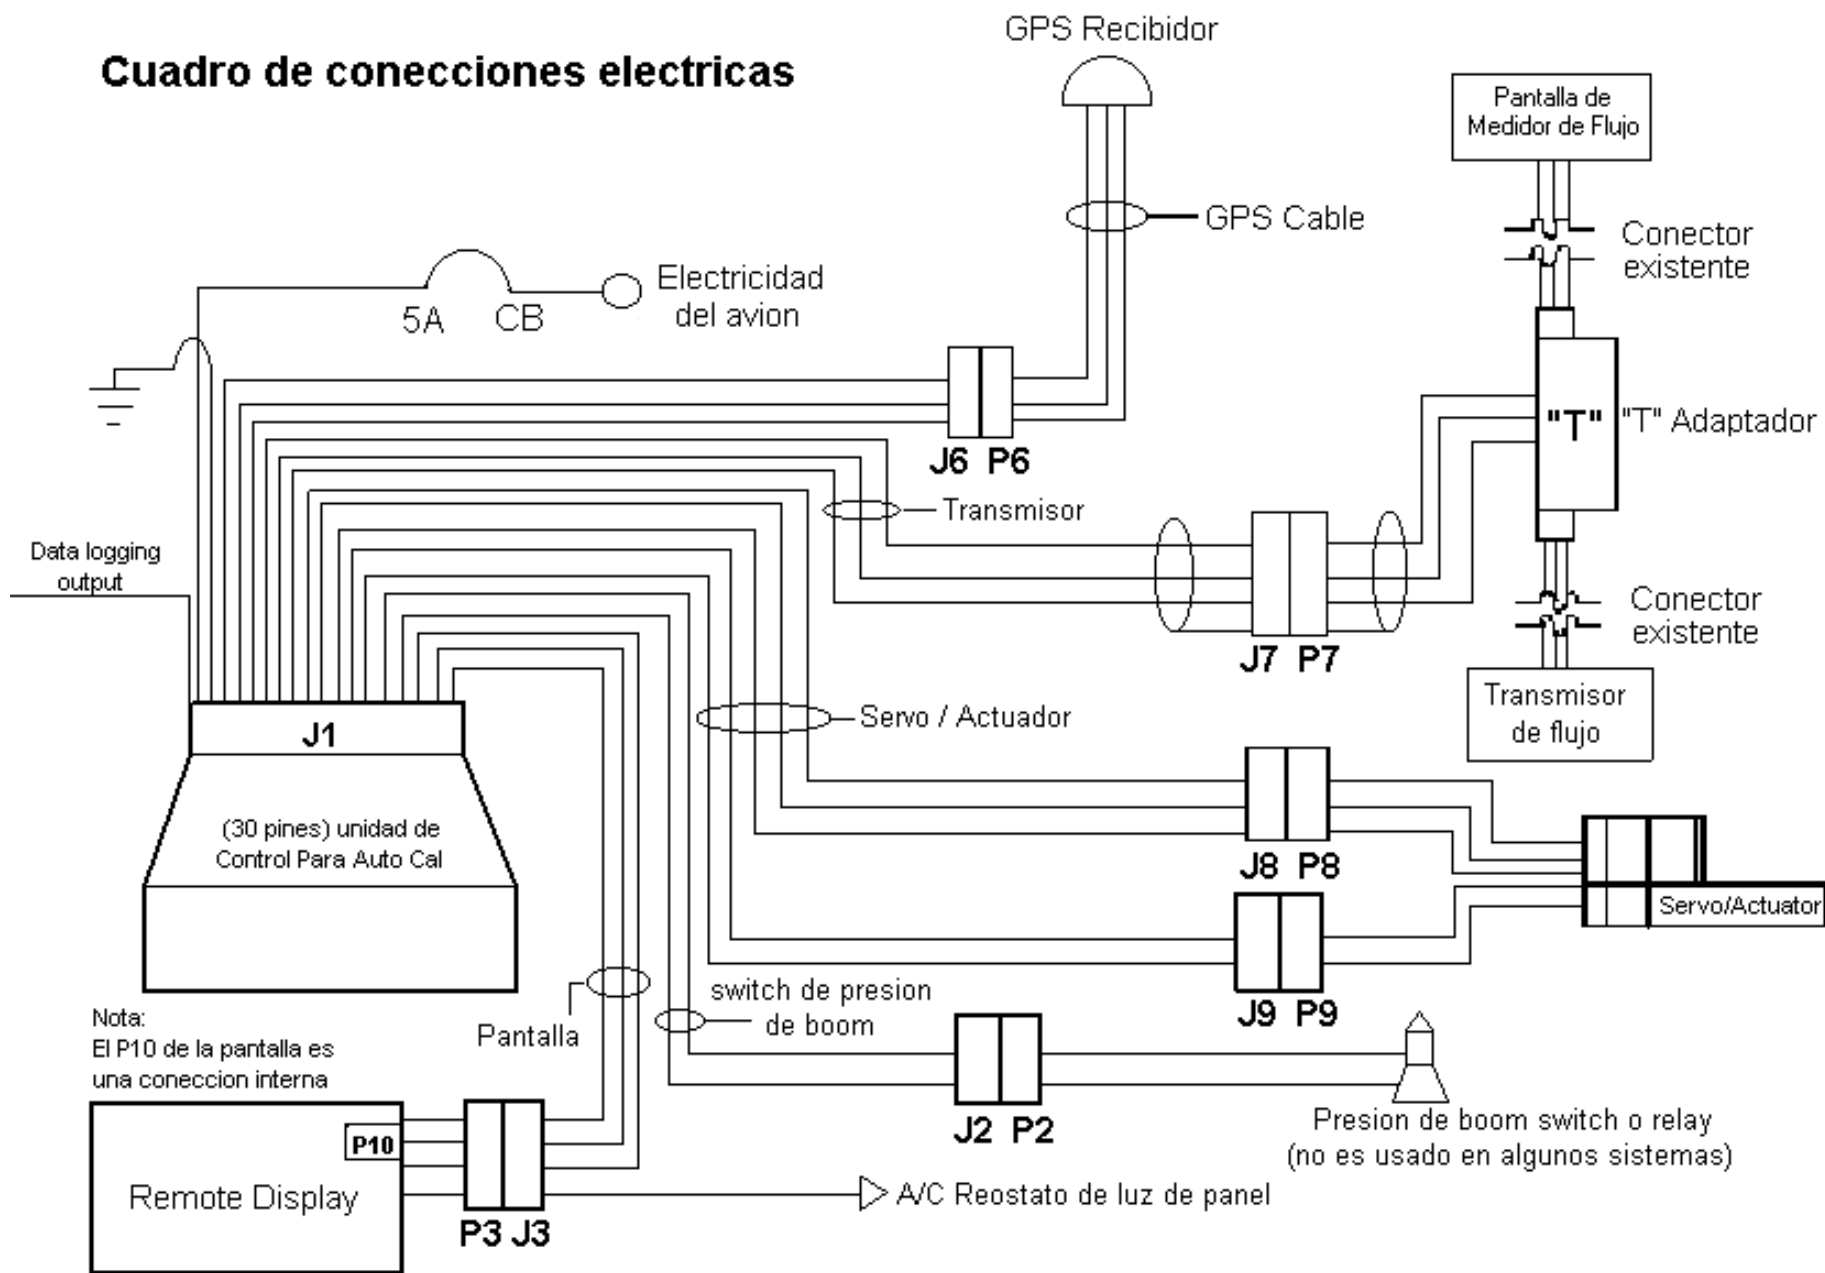 GPS Recibidor
Cuadro de conecciones electricas
Pantalla de
Medidor de Flujo
GPS Cable
Conector
existente
Electricidad
del avion
5A CB
"T" "T" Adaptador
J6 P6
Transmisor
Data logging
output
Conector
existente
J7 P7
Transmisor
de flujo
J1
Servo / Actuador
(30 pines) unidad de
Control Para Auto Cal
J8 P8
Servo/Actuator
switch de presion
de boom
J9 P9
Nota:
El P10 de la pantalla es
una coneccion interna
Pantalla
J2 P2
Presion de boom switch o relay
(no es usado en algunos sistemas)
P10
Remote Display
A/C Reostato de luz de panel
P3 J3